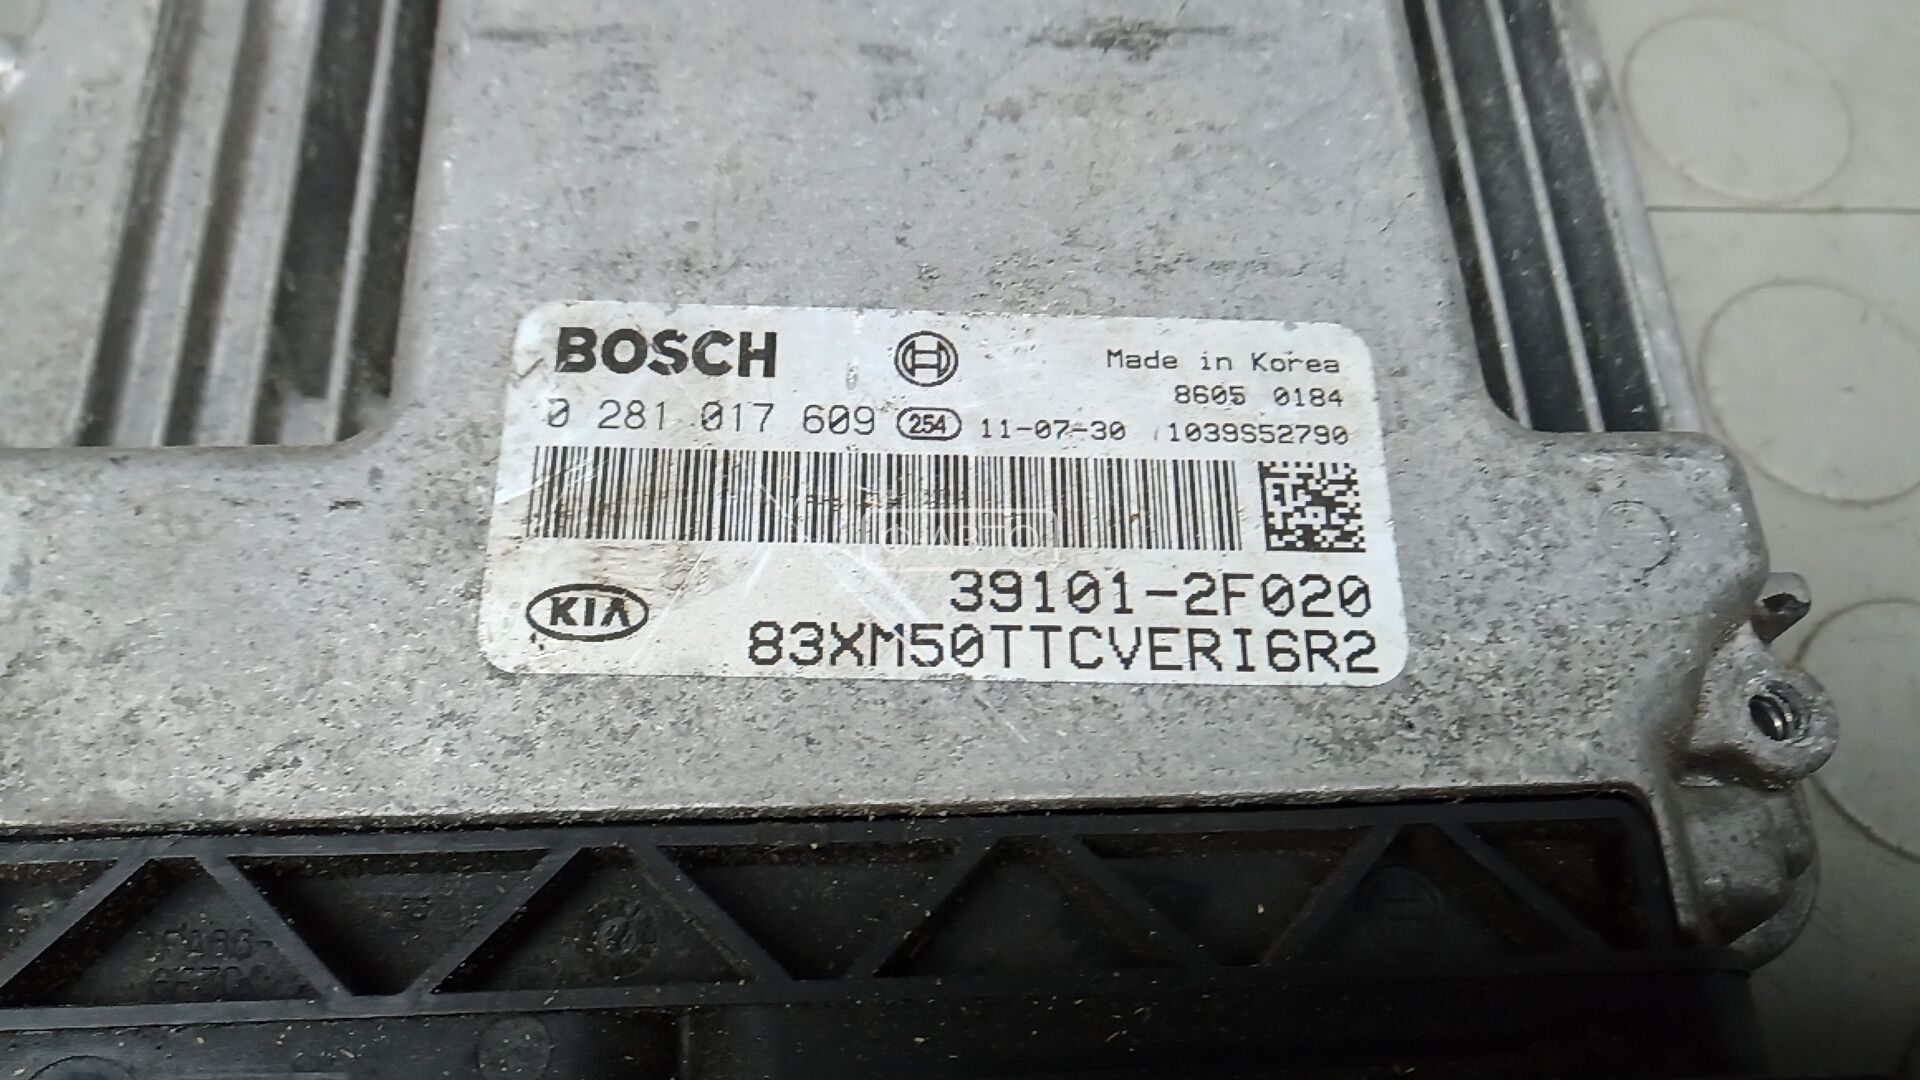 BOSCH
Made in Korea
8605 0184
0 281 017 609 254 11-07-30 1039S52790
Ф АВТО
39101-2F020
KIA
83XM50TTCVERI6R2